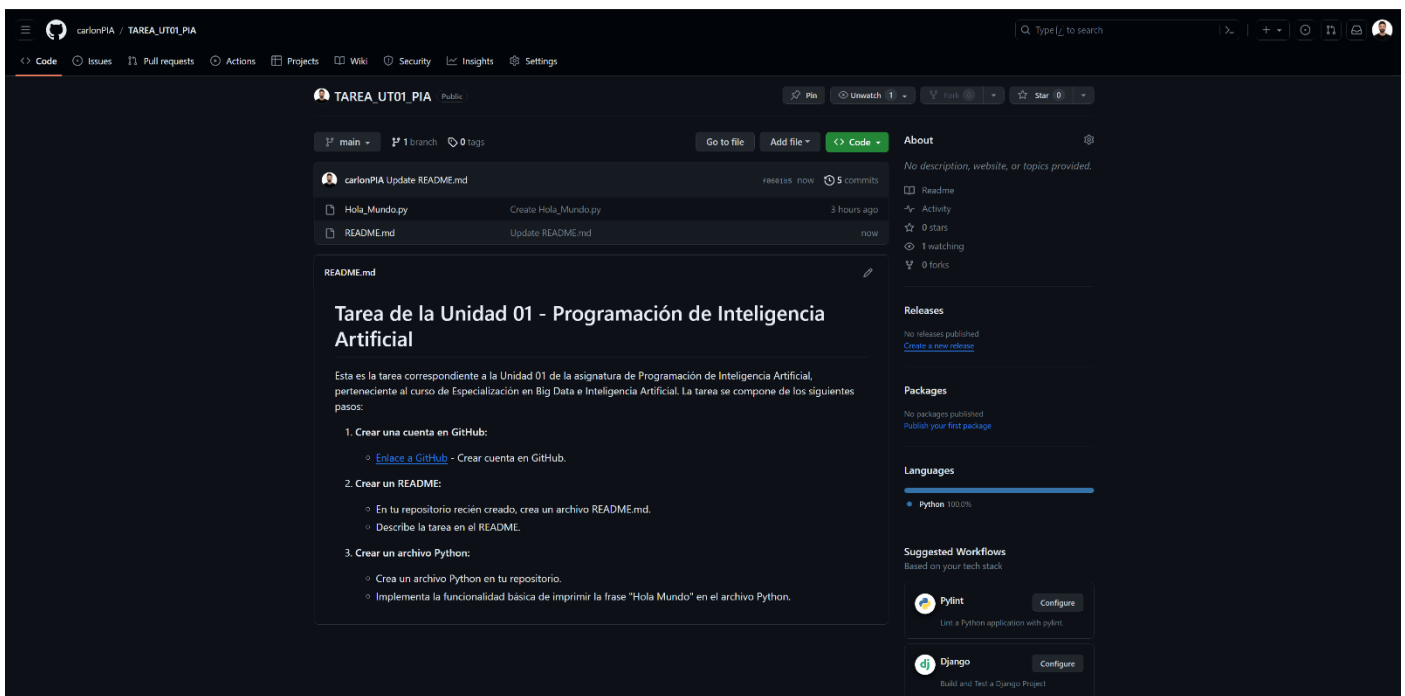 carlonPIA / TAREA_UT01_PIA
Type / to search
Code Issues Pull requests Actions Projects Wiki Security Insights Settings
TAREA_UT01_PIA Public
Pin Unwatch 1 Fork 0 Star 0
main 1 branch 0 tags
Go to file Add file Code
carlonPIA Update README.md
now 5 commits
Hola_Mundo.py Create Hola_Mundo.py 3 hours ago
README.md Update README.md now
README.md
Tarea de la Unidad 01 - Programación de Inteligencia
Artificial
Esta es la tarea correspondiente a la Unidad 01 de la asignatura de Programación de Inteligencia Artificial,
perteneciente al curso de Especialización en Big Data e Inteligencia Artificial. La tarea se compone de los siguientes
pasos:
1. Crear una cuenta en GitHub:
Enlace a GitHub - Crear cuenta en GitHub.
2. Crear un README:
En tu repositorio recién creado, crea un archivo README.md.
Describe la tarea en el README.
3. Crear un archivo Python:
Crea un archivo Python en tu repositorio.
Implementa la funcionalidad básica de imprimir la frase "Hola Mundo" en el archivo Python.
About
No description, website, or topics provided.
Readme
Activity
0 stars
1 watching
0 forks
Releases
No releases published
Create a new release
Packages
No packages published
Publish your first package
Languages
Python 100.0%
Suggested Workflows
Based on your tech stack
Pylint
Configure
Lint a Python application with pylint.
dj
Django
Configure
Build and Test a Django Project